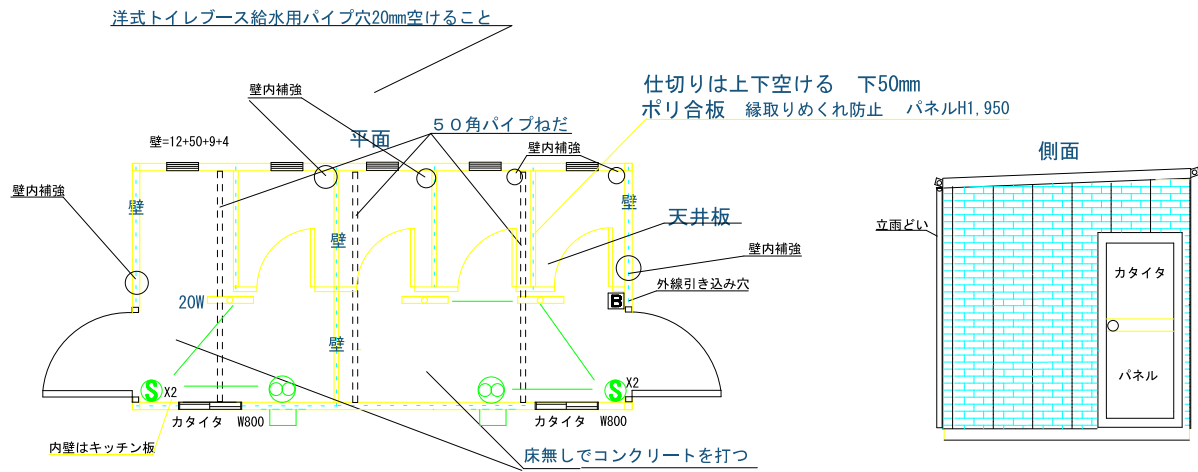 洋式トイレブース給水用パイプ穴20mm空けること
仕切りは上下空ける　下50mm
ポリ合板　縁取りめくれ防止　パネルH1,950
壁内補強
５０角パイプねだ
平面
壁=12+50+9+4
壁内補強
側面
壁内補強
壁
壁
天井板
立雨どい
壁
壁内補強
カタイタ
外線引き込み穴
20W
B
壁
パネル
S X2
S X2
カタイタ　W800
カタイタ　W800
内壁はキッチン板
床無しでコンクリートを打つ